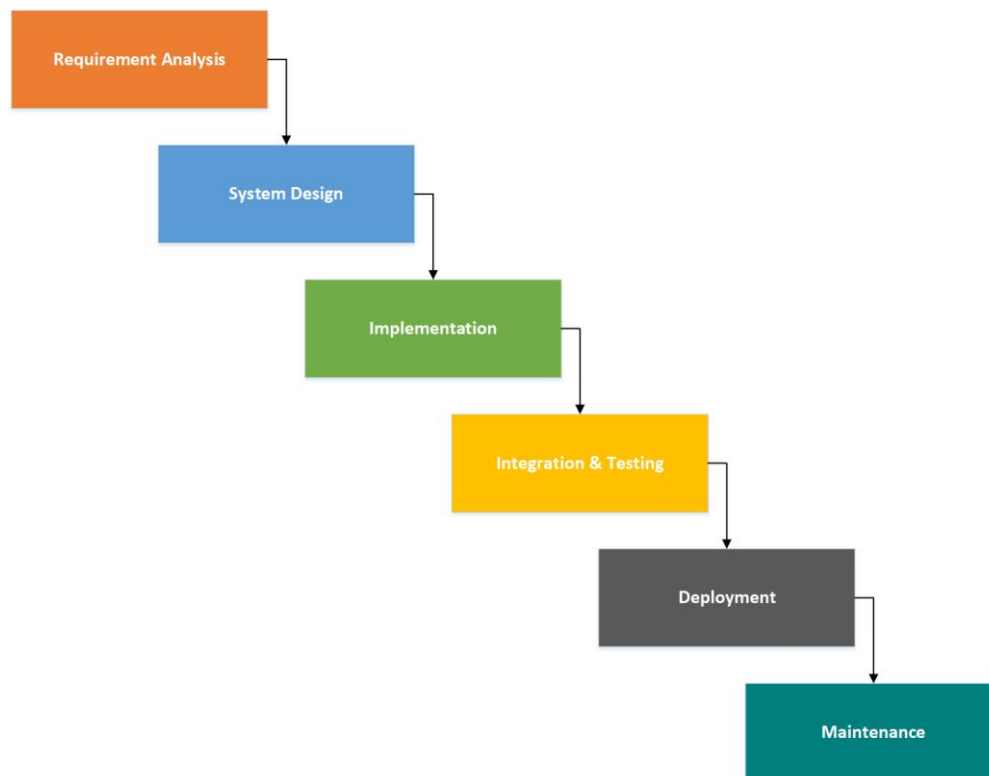 Requirement Analysis
System Design
Implementation
Integration & Testing
Deployment
Maintenance